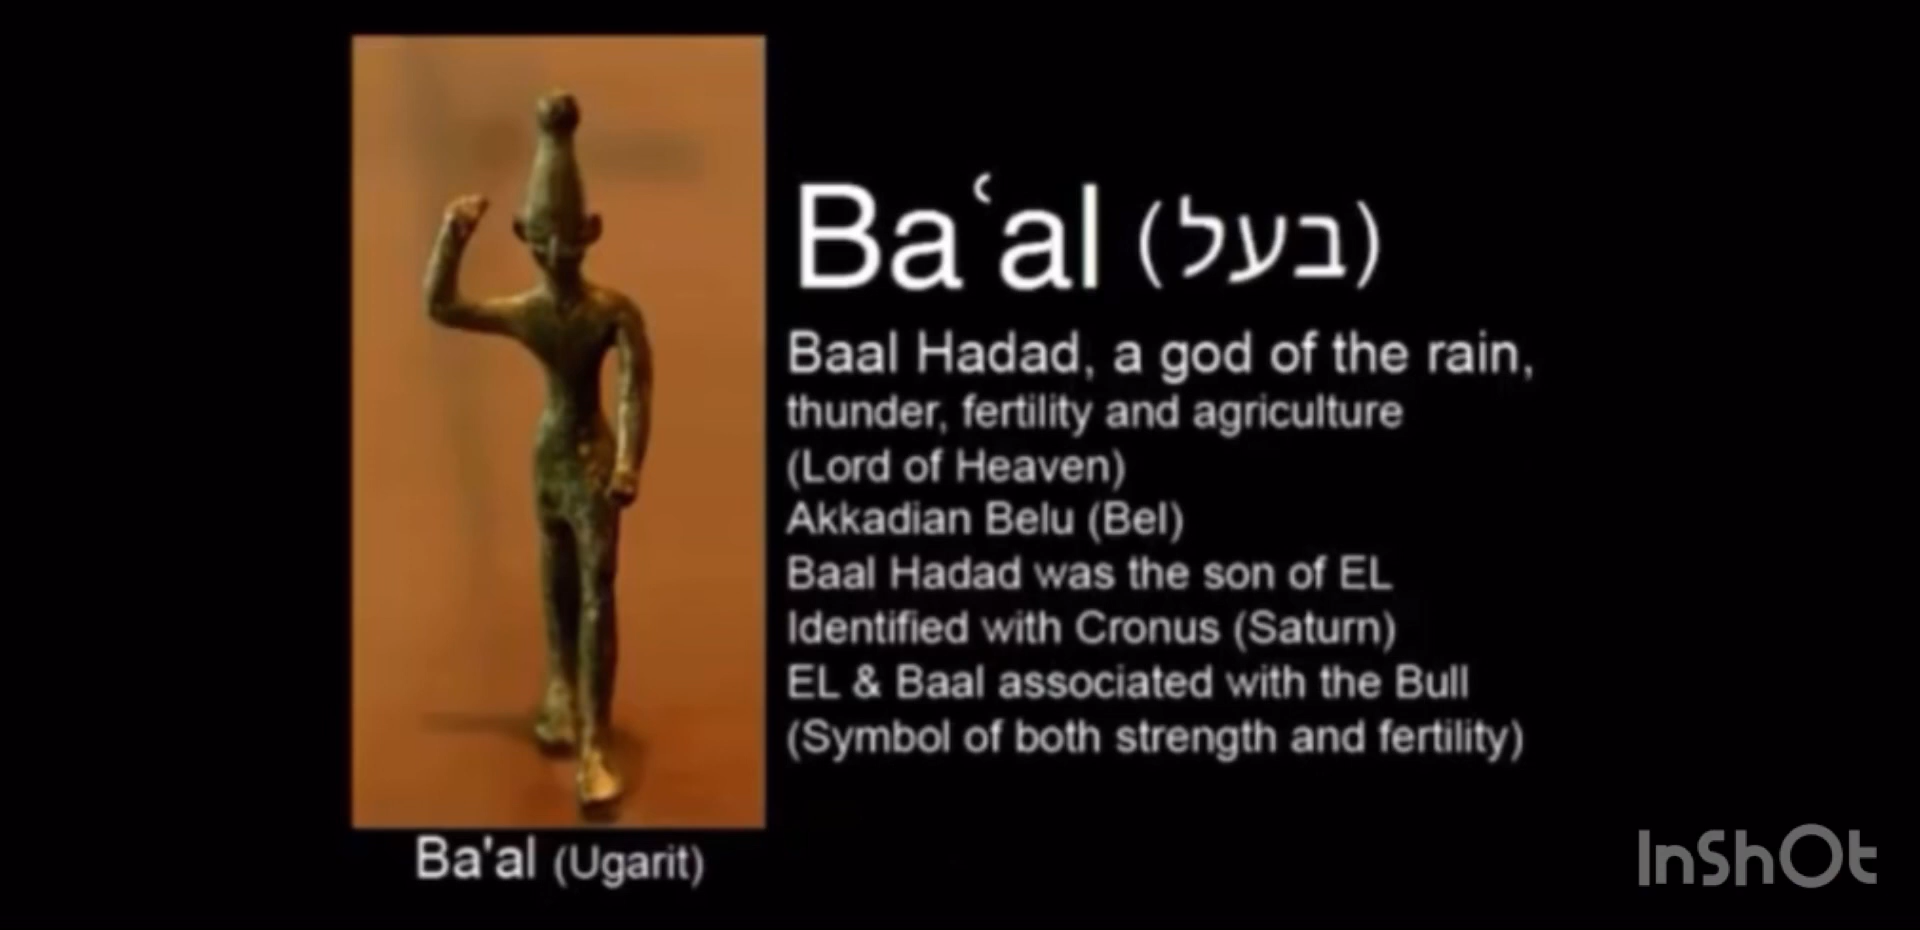 Baʿal (בעל)
Baal Hadad, a god of the rain,
thunder, fertility and agriculture
(Lord of Heaven)
Akkadian Belu (Bel)
Baal Hadad was the son of EL
Identified with Cronus (Saturn)
EL & Baal associated with the Bull
(Symbol of both strength and fertility)
Ba'al (Ugarit)
InShOt